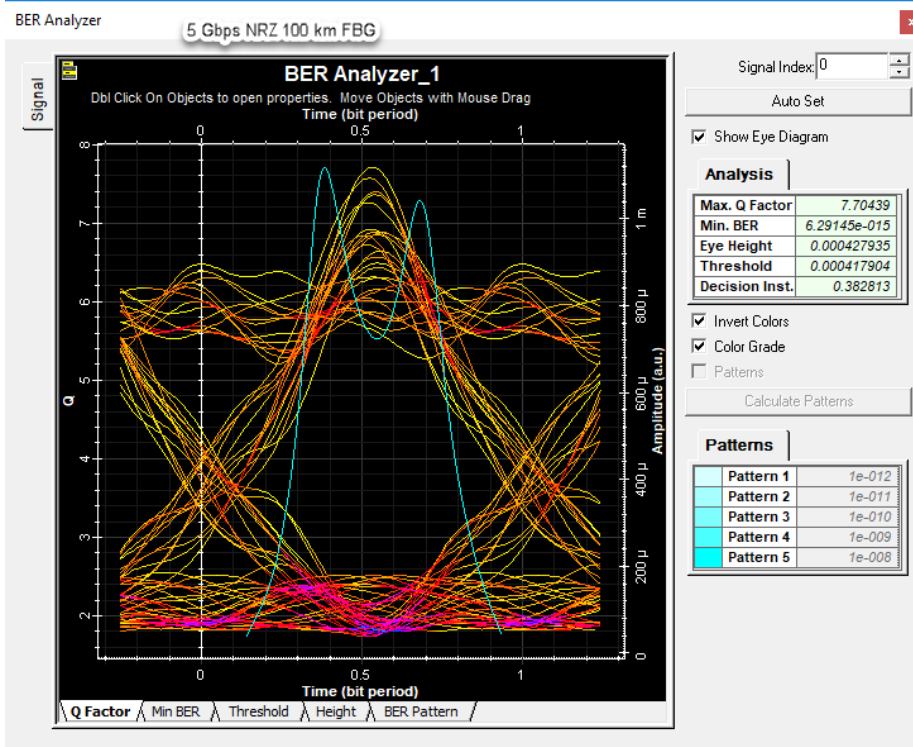 BER Analyzer
5 Gbps NRZ 100 km FBG
Signal
BER Analyzer_1
Dbl Click On Objects to open properties. Move Objects with Mouse Drag
Time (bit period)
0 0.5 1
8
7
6
5
4
3
2
Q
1 m
800 µ
600 µ
400 µ
200 µ
0
Amplitude (a.u.)
0 0.5 1
Time (bit period)
Q Factor Min BER Threshold Height BER Pattern
Signal Index: 0
Auto Set
Show Eye Diagram
Analysis
Max. Q Factor 7.70439
Min. BER 6.29145e-015
Eye Height 0.000427935
Threshold 0.000417904
Decision Inst. 0.382813
Invert Colors
Color Grade
Patterns
Calculate Patterns
Patterns
Pattern 1 1e-012
Pattern 2 1e-011
Pattern 3 1e-010
Pattern 4 1e-009
Pattern 5 1e-008